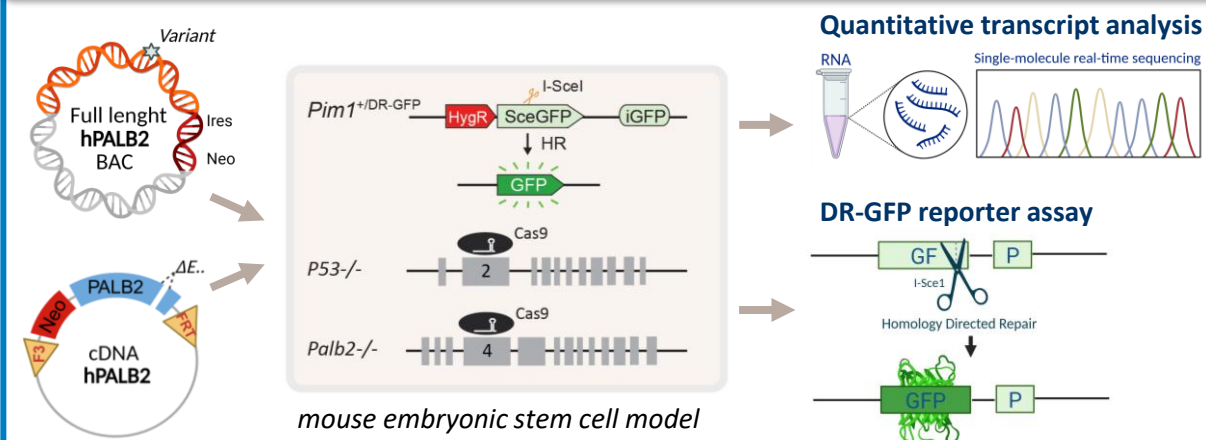 Variant
Full lenght
hPALB2
BAC
Ires
Neo
PALB2
ΔE..
Neo
F3
FRT
cDNA
hPALB2
Pim1+/DR-GFP
I-SceI
HygR
SceGFP
iGFP
HR
GFP
Cas9
P53-/-
2
Cas9
Palb2-/-
4
mouse embryonic stem cell model
Quantitative transcript analysis
RNA
Single-molecule real-time sequencing
DR-GFP reporter assay
GF
P
I-Sce1
Homology Directed Repair
GFP
P